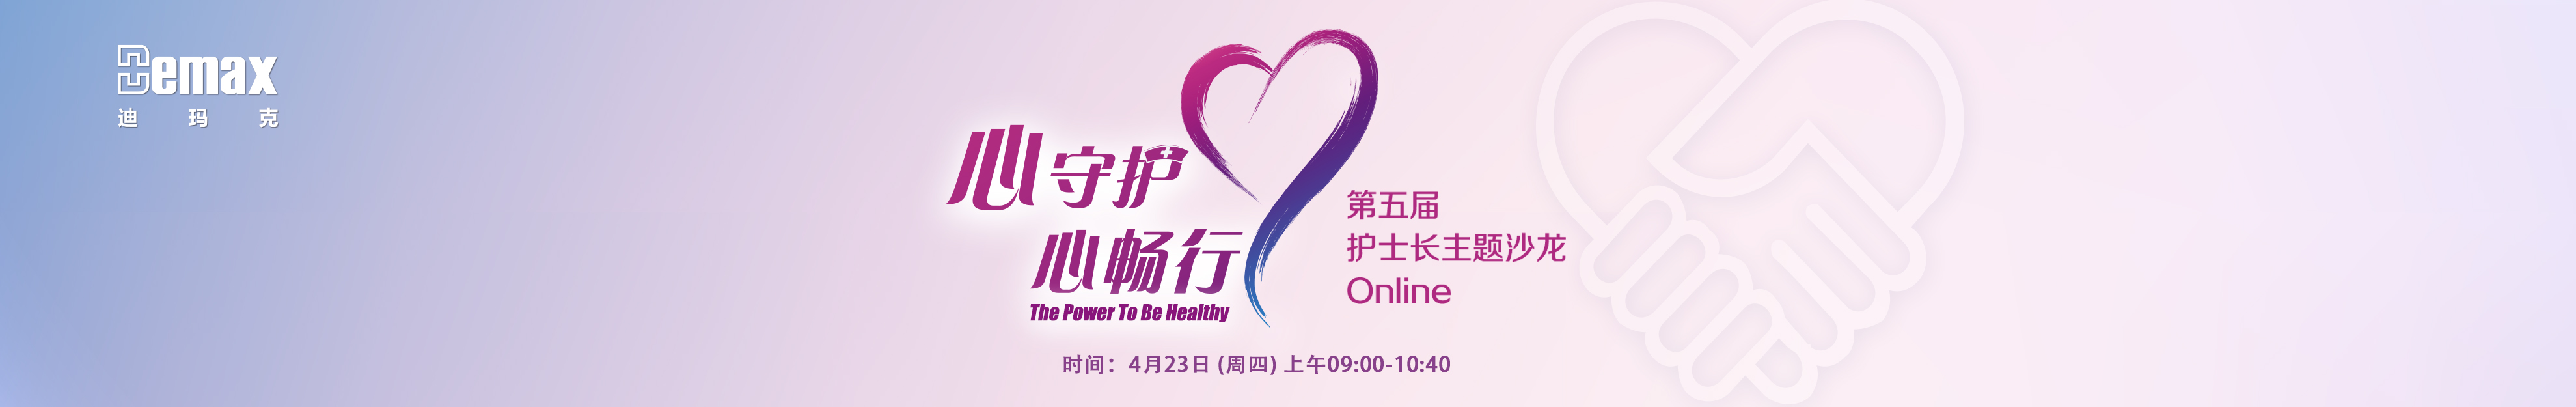 Demax
迪玛克
心守护
心畅行
The Power To Be Healthy
第五届
护士长主题沙龙
Online
时间：4月23日 (周四) 上午09:00-10:40